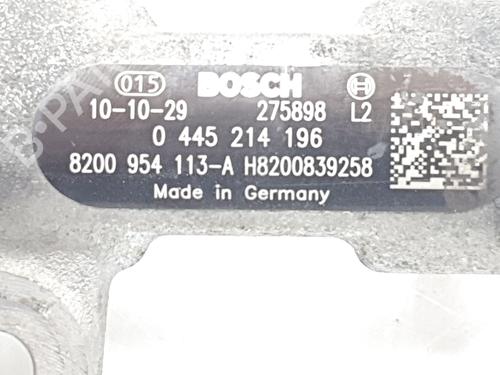 015 BOSCH
10-10-29 275898 L2
0 445 214 196
8200 954 113-A H8200839258
Made in Germany